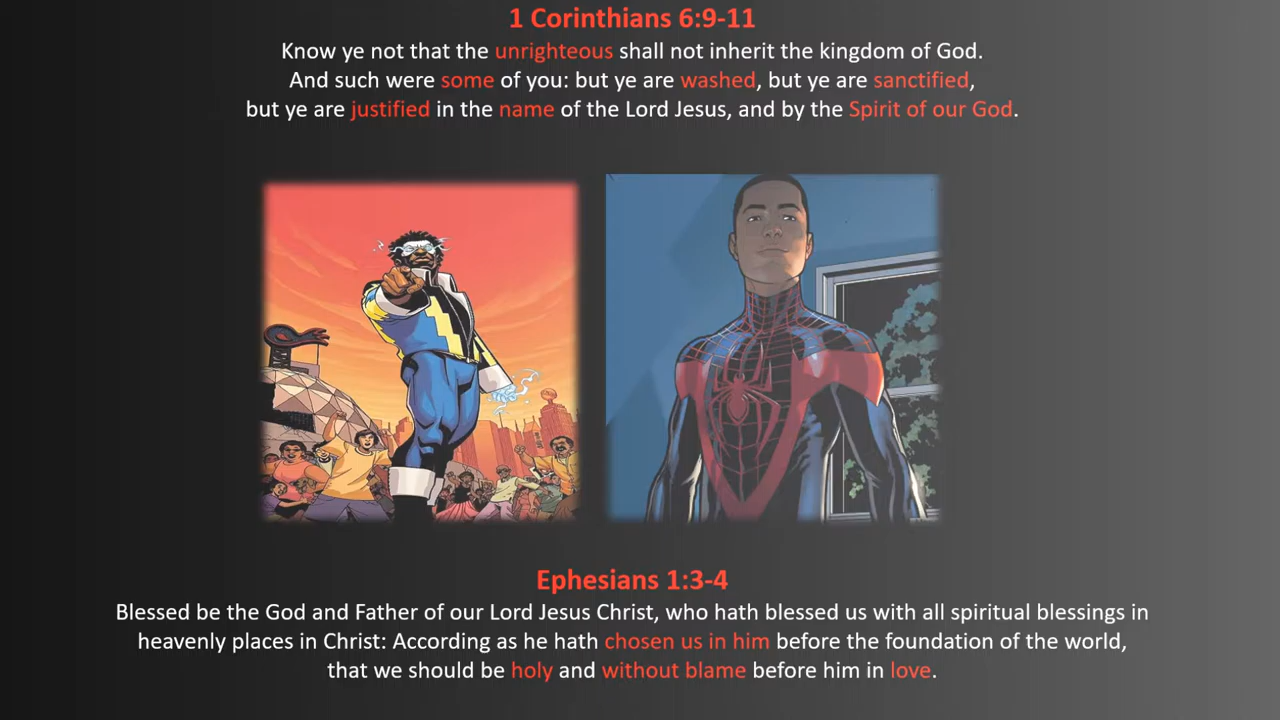 1 Corinthians 6:9-11
Know ye not that the unrighteous shall not inherit the kingdom of God.
And such were some of you: but ye are washed, but ye are sanctified,
but ye are justified in the name of the Lord Jesus, and by the Spirit of our God.
Ephesians 1:3-4
Blessed be the God and Father of our Lord Jesus Christ, who hath blessed us with all spiritual blessings in
heavenly places in Christ: According as he hath chosen us in him before the foundation of the world,
that we should be holy and without blame before him in love.